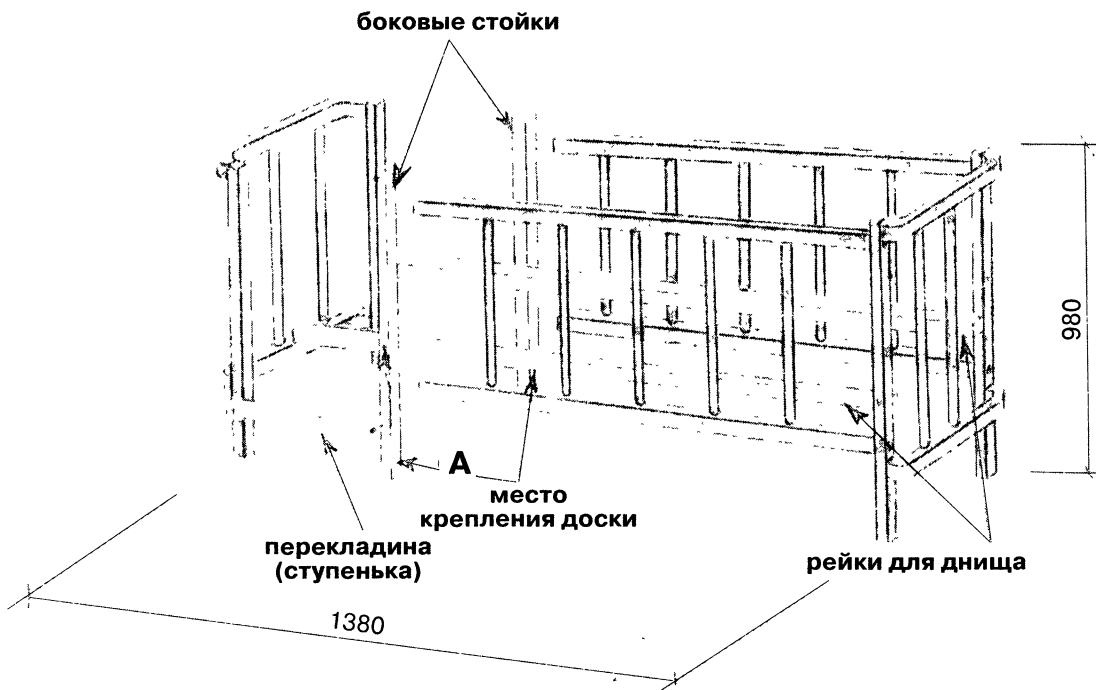 боковые стойки
980
А
место
крепления доски
перекладина
(ступенька)
рейки для днища
1380